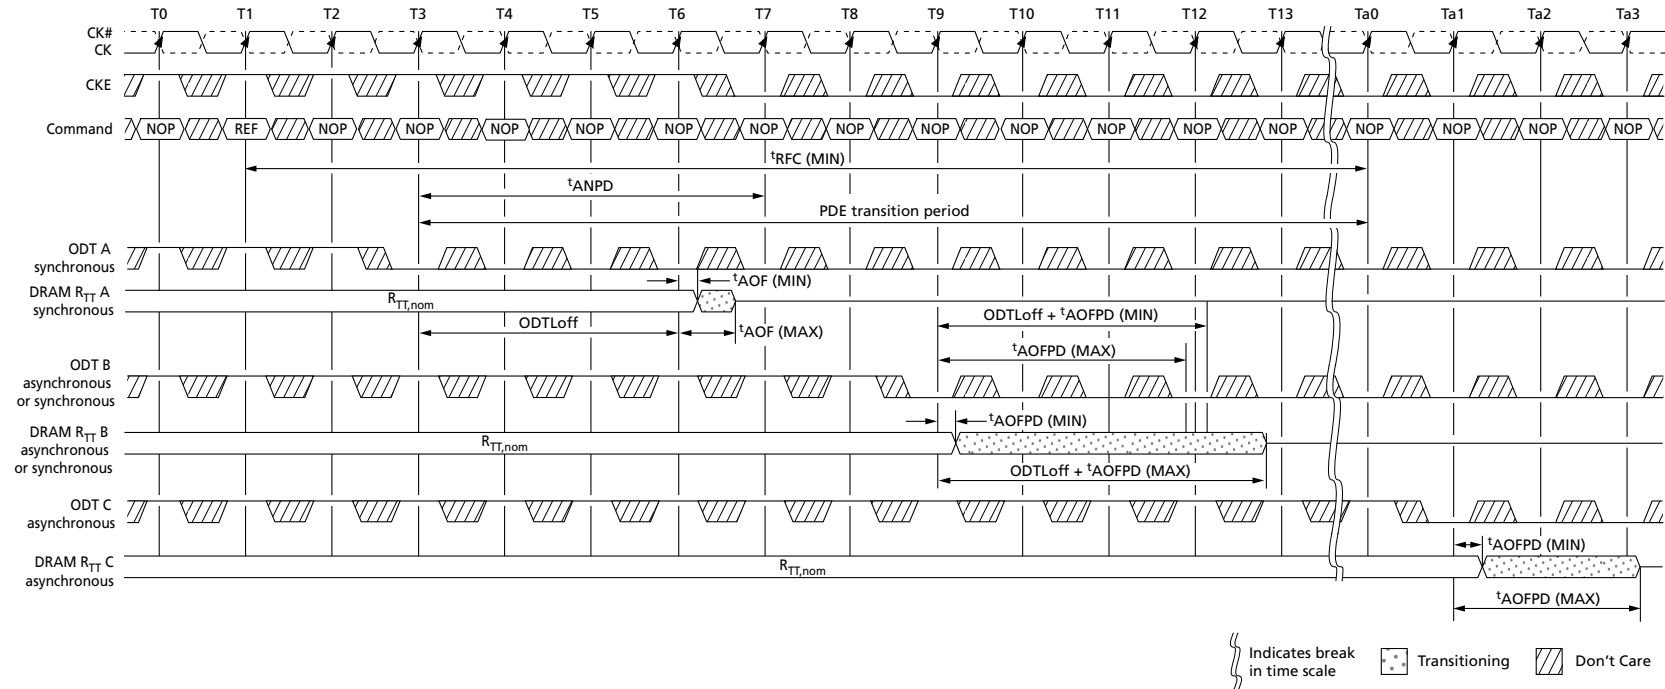 T0 T1 T2 T3 T4 T5 T6 T7 T8 T9 T10 T11 T12 T13 Ta0 Ta1 Ta2 Ta3
CK#
CK
CKE
Command NOP REF NOP NOP NOP NOP NOP NOP NOP NOP NOP NOP NOP NOP NOP NOP NOP NOP
tRFC (MIN)
tANPD
PDE transition period
ODT A
synchronous
tAOF (MIN)
DRAM RTT A
synchronous
RTT,nom
ODTLoff
tAOF (MAX)
ODTLoff + tAOFPD (MIN)
tAOFPD (MAX)
ODT B
asynchronous
or synchronous
tAOFPD (MIN)
DRAM RTT B
asynchronous
or synchronous
RTT,nom
ODTLoff + tAOFPD (MAX)
ODT C
asynchronous
tAOFPD (MIN)
DRAM RTT C
asynchronous
RTT,nom
tAOFPD (MAX)
Indicates break
in time scale
Transitioning
Don't Care